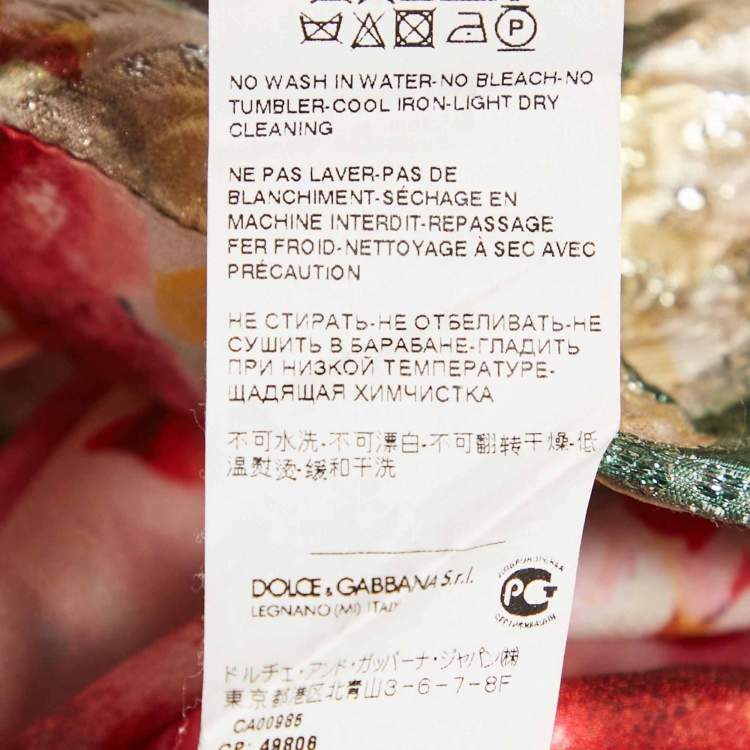 NO WASH IN WATER-NO BLEACH-NO
TUMBLER-COOL IRON-LIGHT DRY
CLEANING
NE PAS LAVER-PAS DE
BLANCHIMENT-SÉCHAGE EN
MACHINE INTERDIT-REPASSAGE
FER FROID-NETTOYAGE À SEC AVEC
PRÉCAUTION
НЕ СТИРАТЬ-НЕ ОТБЕЛИВАТЬ-НЕ
СУШИТЬ В БАРАБАНЕ-ГЛАДИТЬ
ПРИ НИЗКОЙ ТЕМПЕРАТУРЕ-
ЩАДЯЩАЯ ХИМЧИСТКА
不可水洗-不可漂白-不可翻转干燥-低
温熨烫-缓和干洗
DOLCE & GABBANA S.r.l.
LEGNANO (MI) ITALY
ドルチェ・アンド・ガッバーナ・ジャパン(株)
東京都港区北青山3-6-7-8F
CA00985
49806